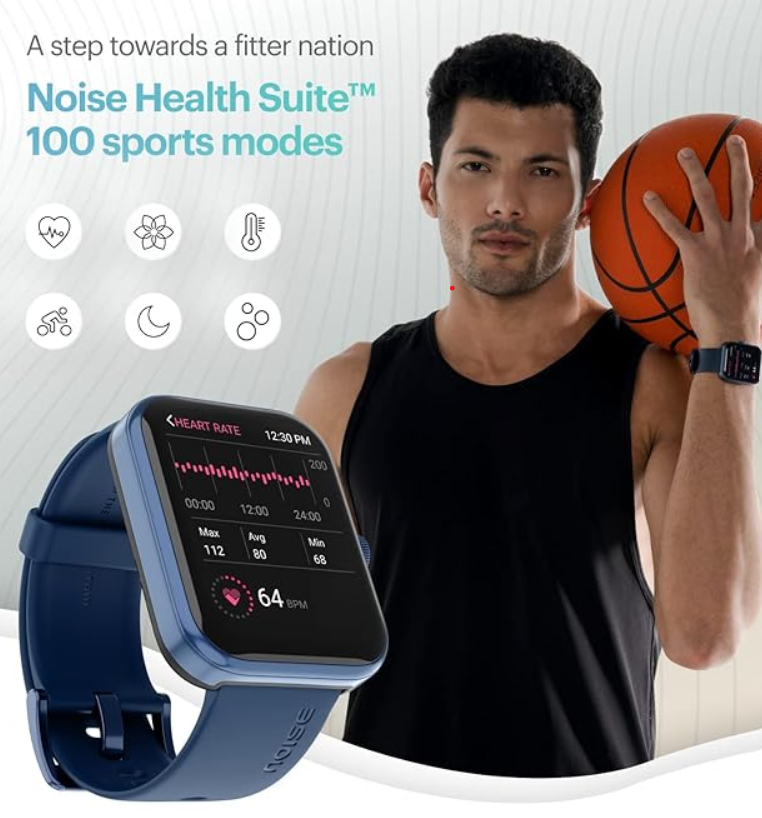 A step towards a fitter nation
Noise Health Suite™
100 sports modes
HEART RATE
12:30 PM
200
0
00:00 12:00 24:00
Max Avg Min
112 80 68
64 BPM
noise